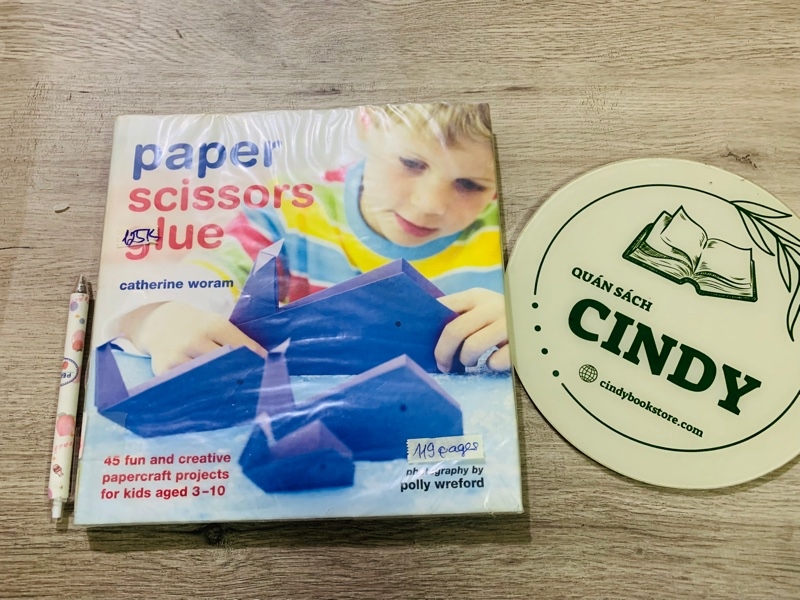 paper
scissors
glue
125K
catherine woram
45 fun and creative
papercraft projects
for kids aged 3–10
119 pages
photography by
polly wreford
QUÁN SÁCH
CINDY
cindybookstore.com